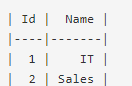 | Id |  Name |
|----|-------|
|  1 |    IT |
|  2 | Sales |